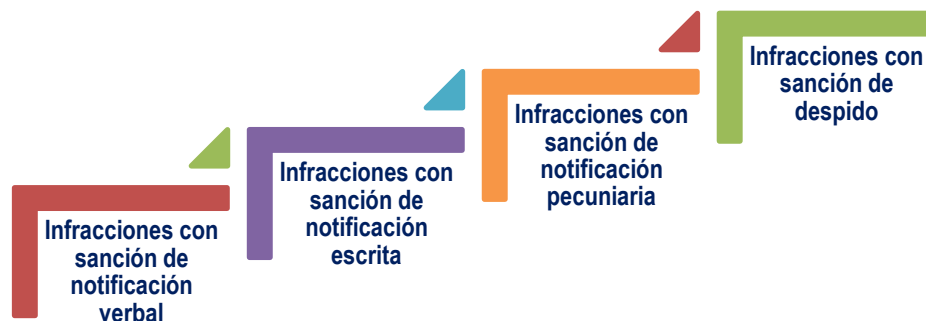 Infracciones con
sanción de
notificación
verbal
Infracciones con
sanción de
notificación
escrita
Infracciones con
sanción de
notificación
pecuniaria
Infracciones con
sanción de
despido